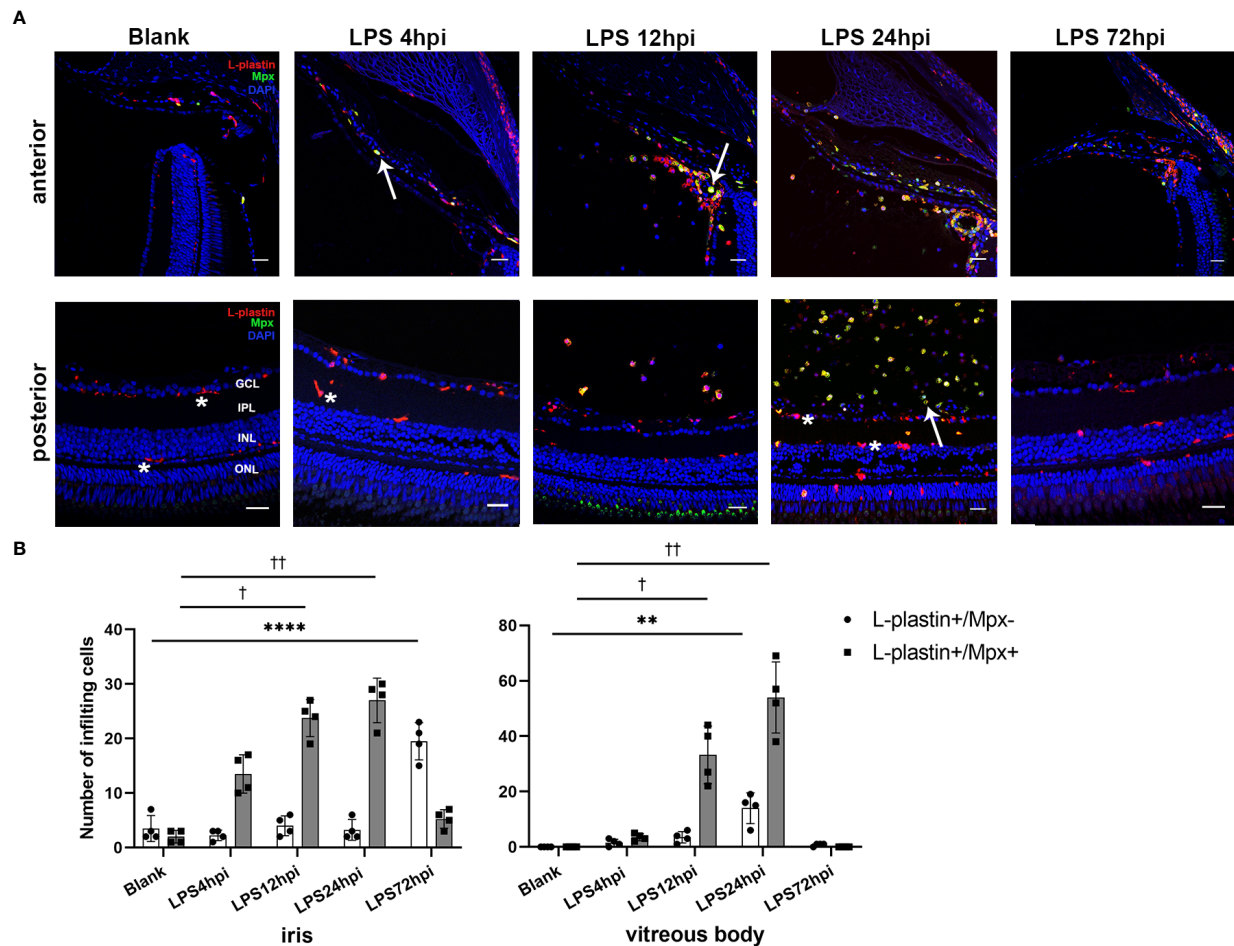 A
Blank
LPS 4hpi
LPS 12hpi
LPS 24hpi
LPS 72hpi
anterior
L-plastin
Mpx
DAPI
posterior
L-plastin
Mpx
DAPI
GCL
*
IPL
INL
*
ONL
*
*
*
B
††
†
****
Number of infilting cells
40
30
20
10
0
Blank
LPS4hpi
LPS12hpi
LPS24hpi
LPS72hpi
iris
††
†
**
80
60
40
20
0
Blank
LPS4hpi
LPS12hpi
LPS24hpi
LPS72hpi
vitreous body
L-plastin+/Mpx-
L-plastin+/Mpx+